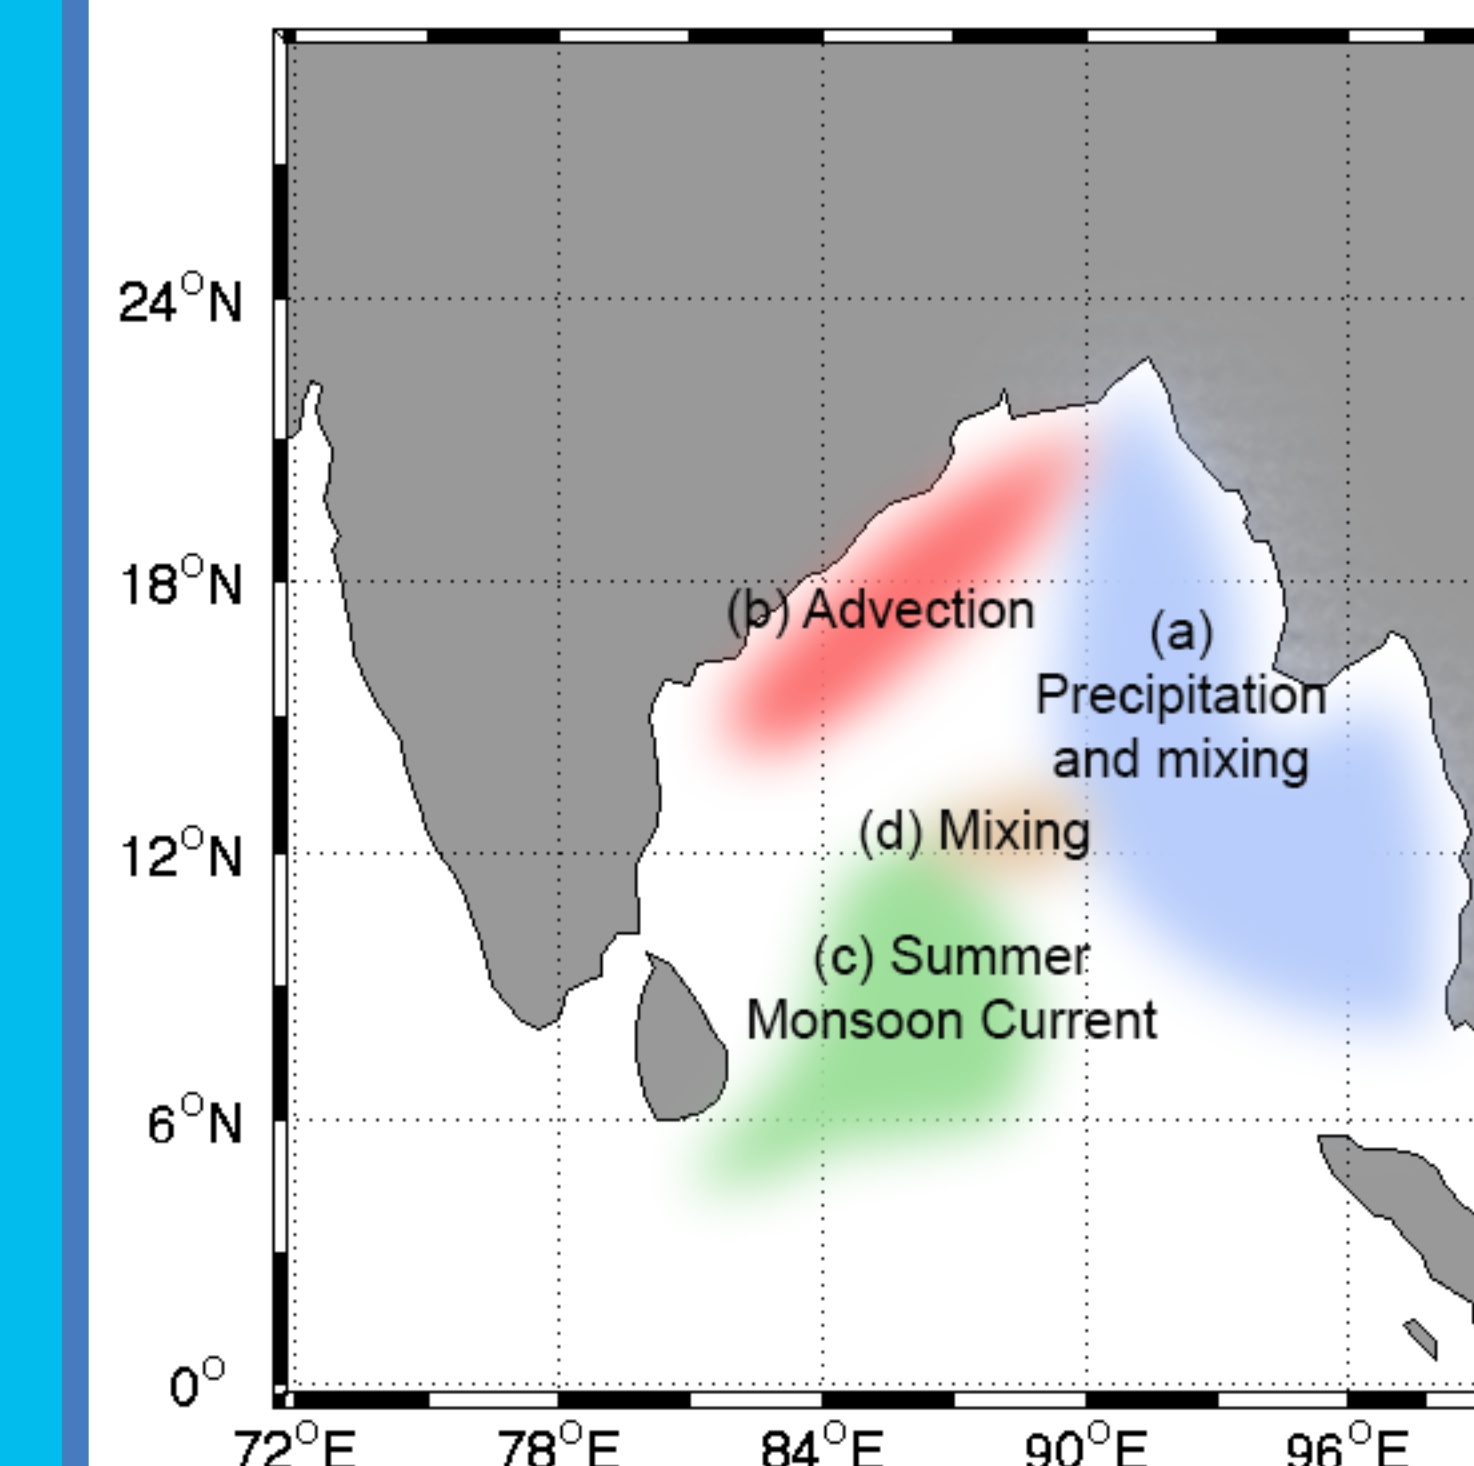 24°N
18°N
12°N
6°N
0°
72°E 78°E 84°E 90°E 96°E
(b) Advection
(a)
Precipitation
and mixing
(d) Mixing
(c) Summer
Monsoon Current